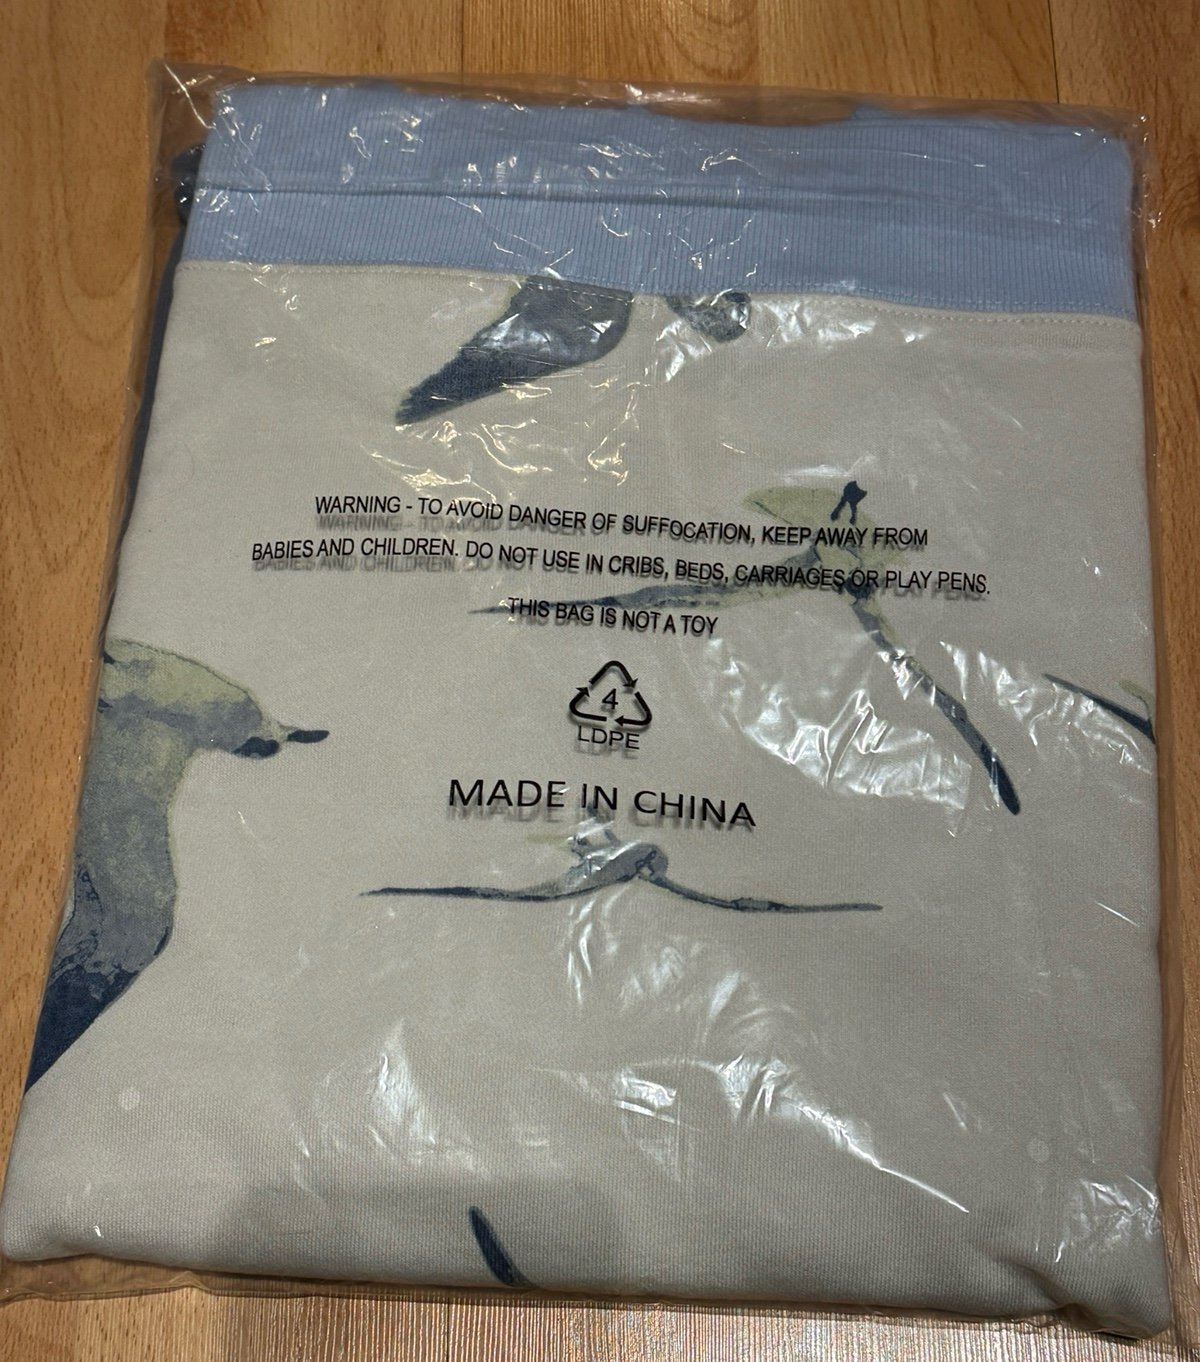 WARNING - TO AVOID DANGER OF SUFFOCATION, KEEP AWAY FROM
BABIES AND CHILDREN. DO NOT USE IN CRIBS, BEDS, CARRIAGES OR PLAY PENS.
THIS BAG IS NOT A TOY
4
LDPE
MADE IN CHINA